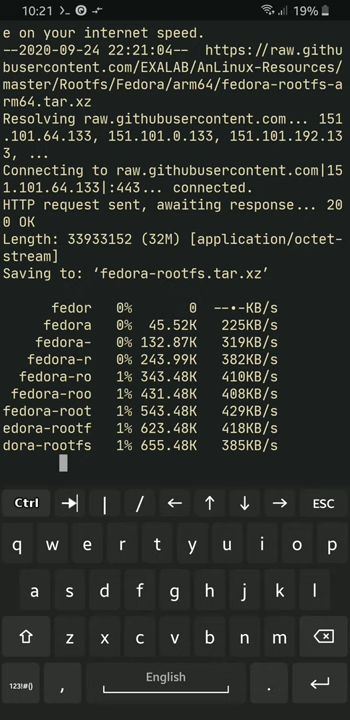 10:21 >_ G 19%
e on your internet speed.
--2020-09-24 22:21:04--  https://raw.githu
busercontent.com/EXALAB/AnLinux-Resources/
master/Rootfs/Fedora/arm64/fedora-rootfs-a
rm64.tar.xz
Resolving raw.githubusercontent.com... 151
.101.64.133, 151.101.0.133, 151.101.192.13
3, ...
Connecting to raw.githubusercontent.com|15
1.101.64.133|:443... connected.
HTTP request sent, awaiting response... 20
0 OK
Length: 33933152 (32M) [application/octet-
stream]
Saving to: ‘fedora-rootfs.tar.xz’
fedor 0% 0 --.-KB/s
fedora 0% 45.52K 225KB/s
fedora- 0% 132.87K 319KB/s
fedora-r 0% 243.99K 382KB/s
fedora-ro 1% 343.48K 410KB/s
fedora-roo 1% 431.48K 408KB/s
fedora-root 1% 543.48K 429KB/s
edora-rootf 1% 623.48K 418KB/s
dora-rootfs 1% 655.48K 385KB/s
Ctrl →| | / ← ↑ ↓ → ESC
q w e r t y u i o p
a s d f g h j k l
z x c v b n m
123!#() , English .